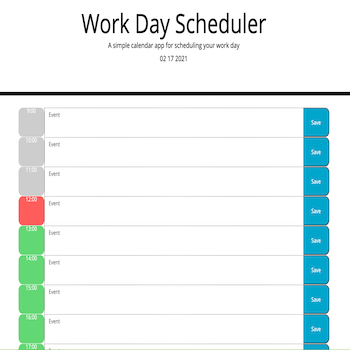 Work Day Scheduler
A simple calendar app for scheduling your work day
02 17 2021
9:00 Event Save
10:00 Event Save
11:00 Event Save
12:00 Event Save
13:00 Event Save
14:00 Event Save
15:00 Event Save
16:00 Event Save
17:00